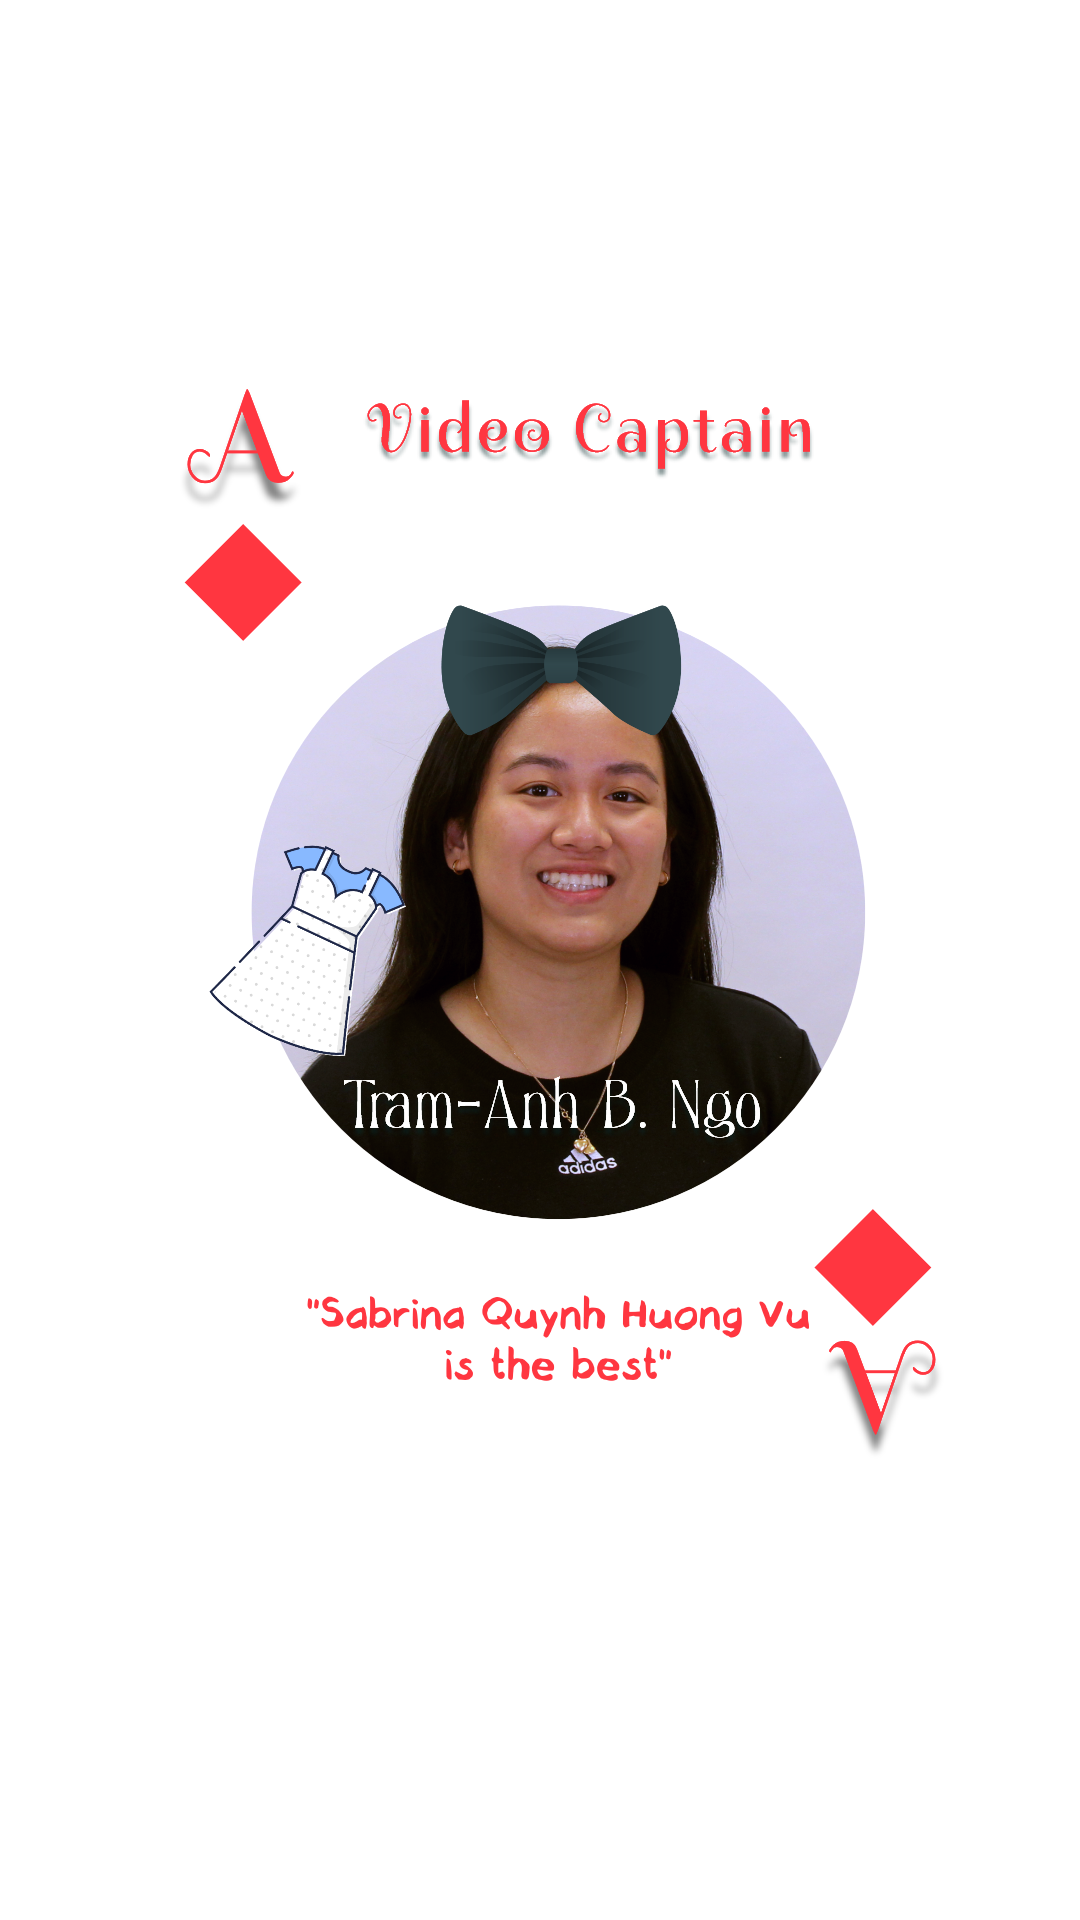 A
Video Captain
Tram-Anh B. Ngo
adidas
"Sabrina Quynh Huong Vu
is the best"
A